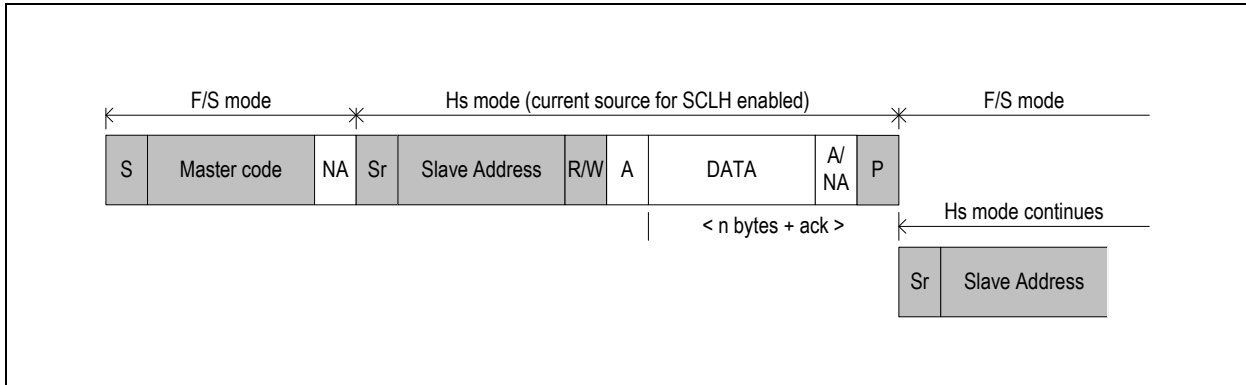 F/S mode Hs mode (current source for SCLH enabled) F/S mode
S Master code NA Sr Slave Address R/W A DATA A/ NA P
< n bytes + ack >
Hs mode continues
Sr Slave Address